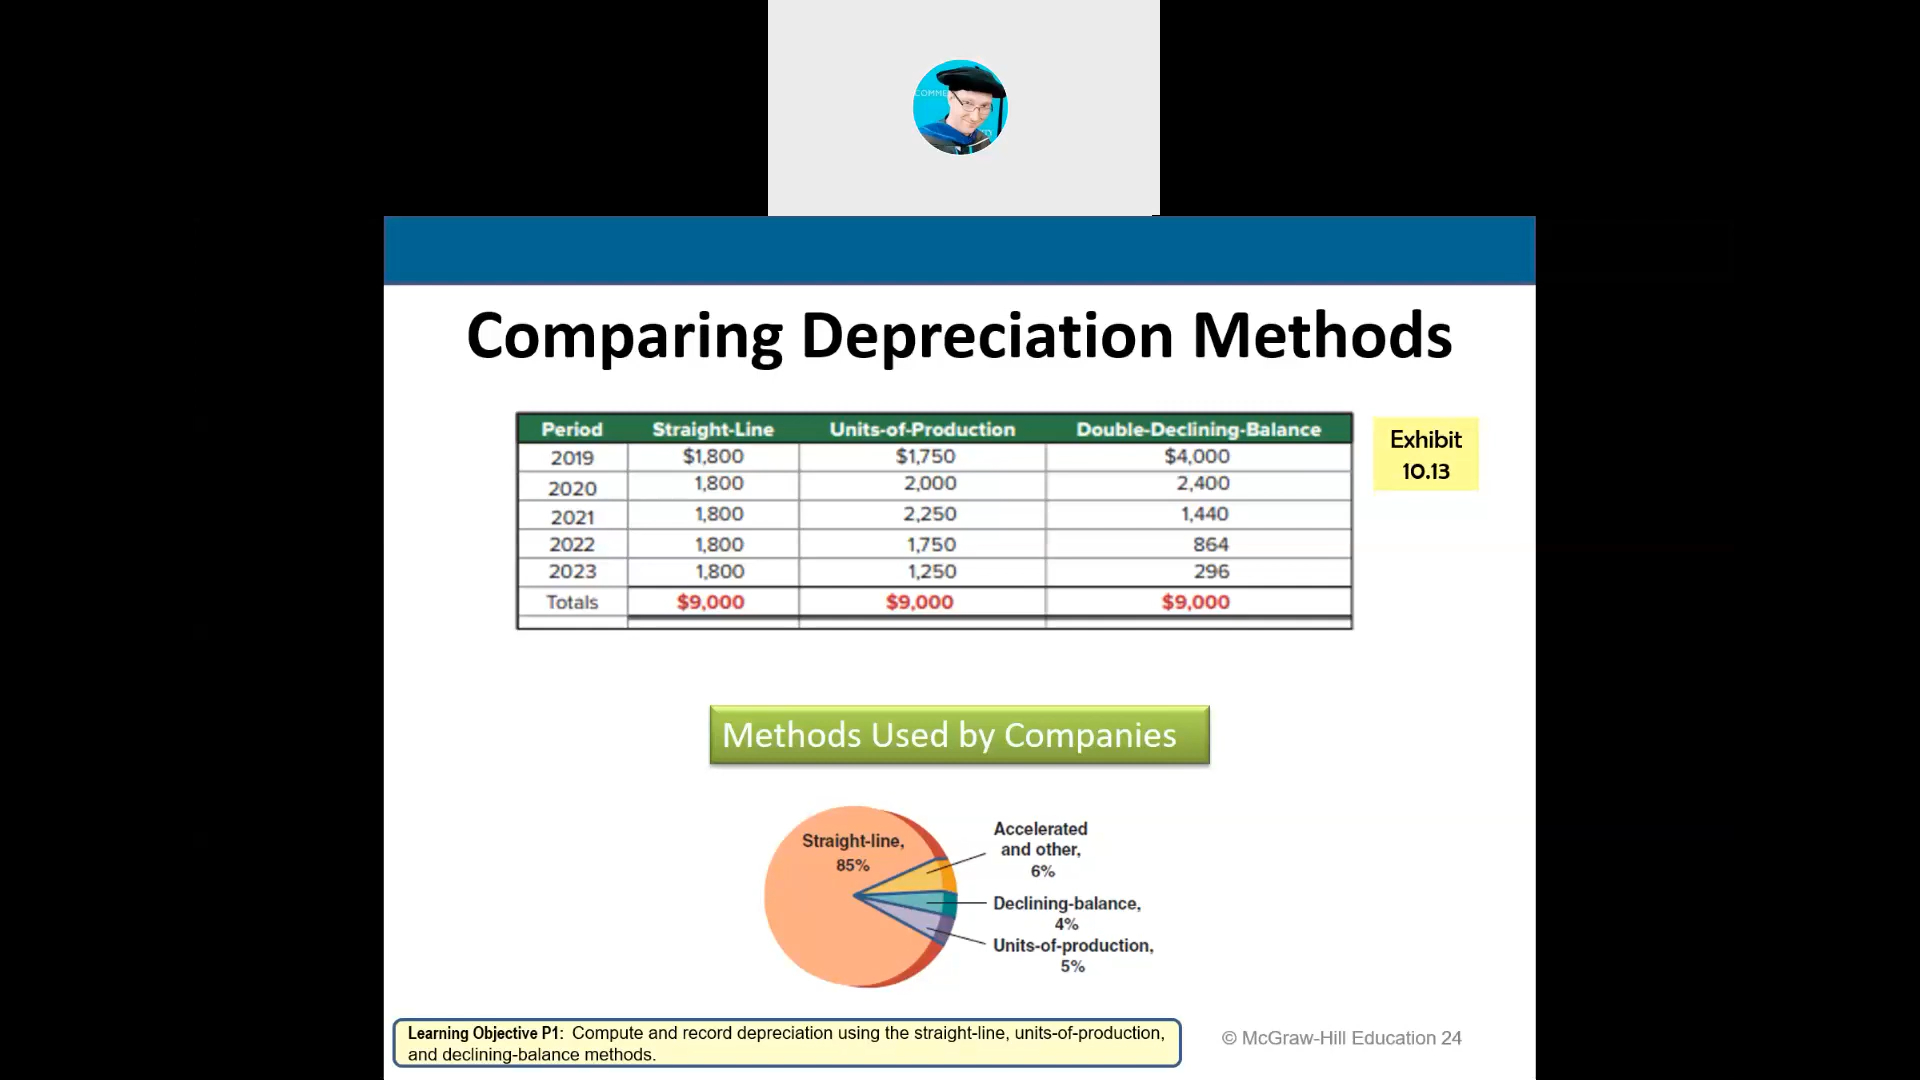 COMME
Comparing Depreciation Methods
Period Straight-Line Units-of-Production Double-Declining-Balance
2019 $1,800 $1,750 $4,000
2020 1,800 2,000 2,400
2021 1,800 2,250 1,440
2022 1,800 1,750 864
2023 1,800 1,250 296
Totals $9,000 $9,000 $9,000
Exhibit
10.13
Methods Used by Companies
Straight-line,
85%
Accelerated
and other,
6%
Declining-balance,
4%
Units-of-production,
5%
Learning Objective P1: Compute and record depreciation using the straight-line, units-of-production,
and declining-balance methods.
© McGraw-Hill Education 24